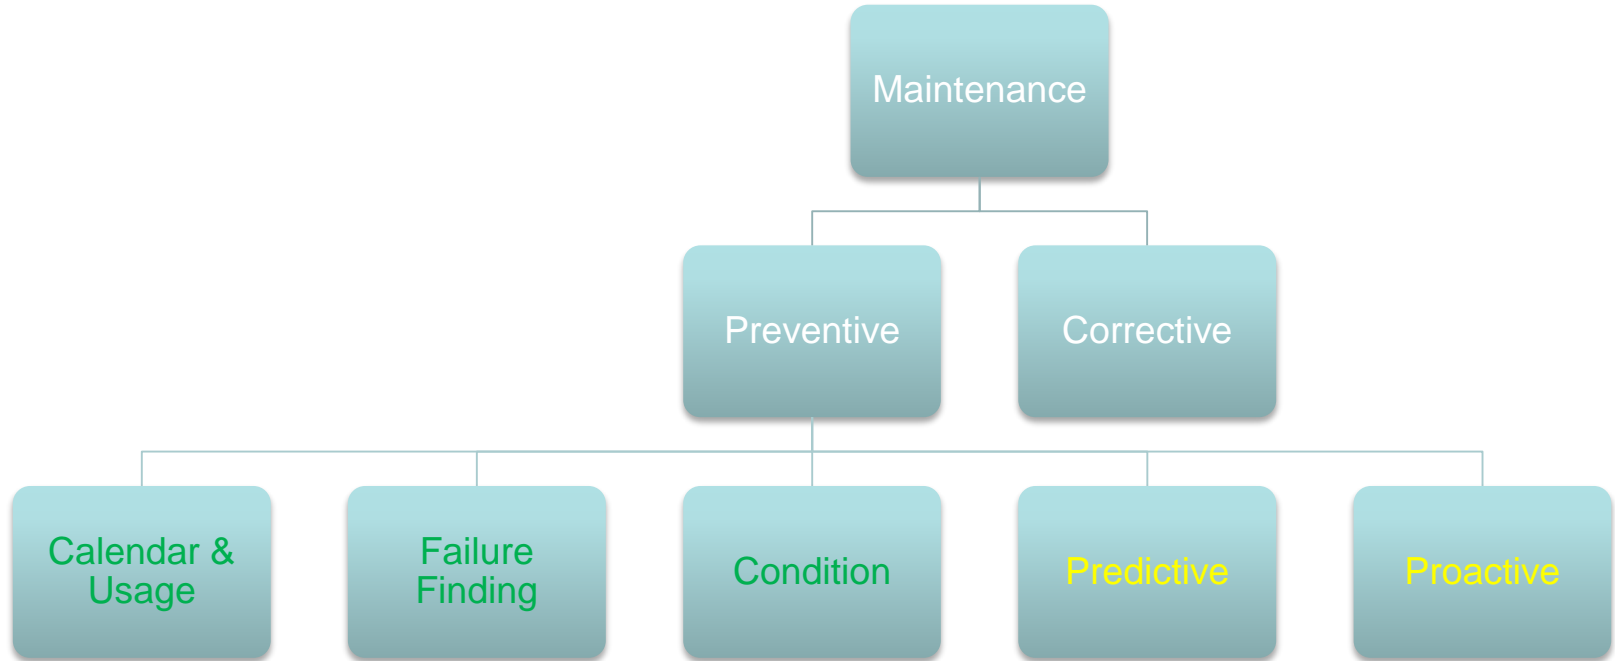 Maintenance
Preventive
Corrective
Calendar &
Usage
Failure
Finding
Condition
Predictive
Proactive